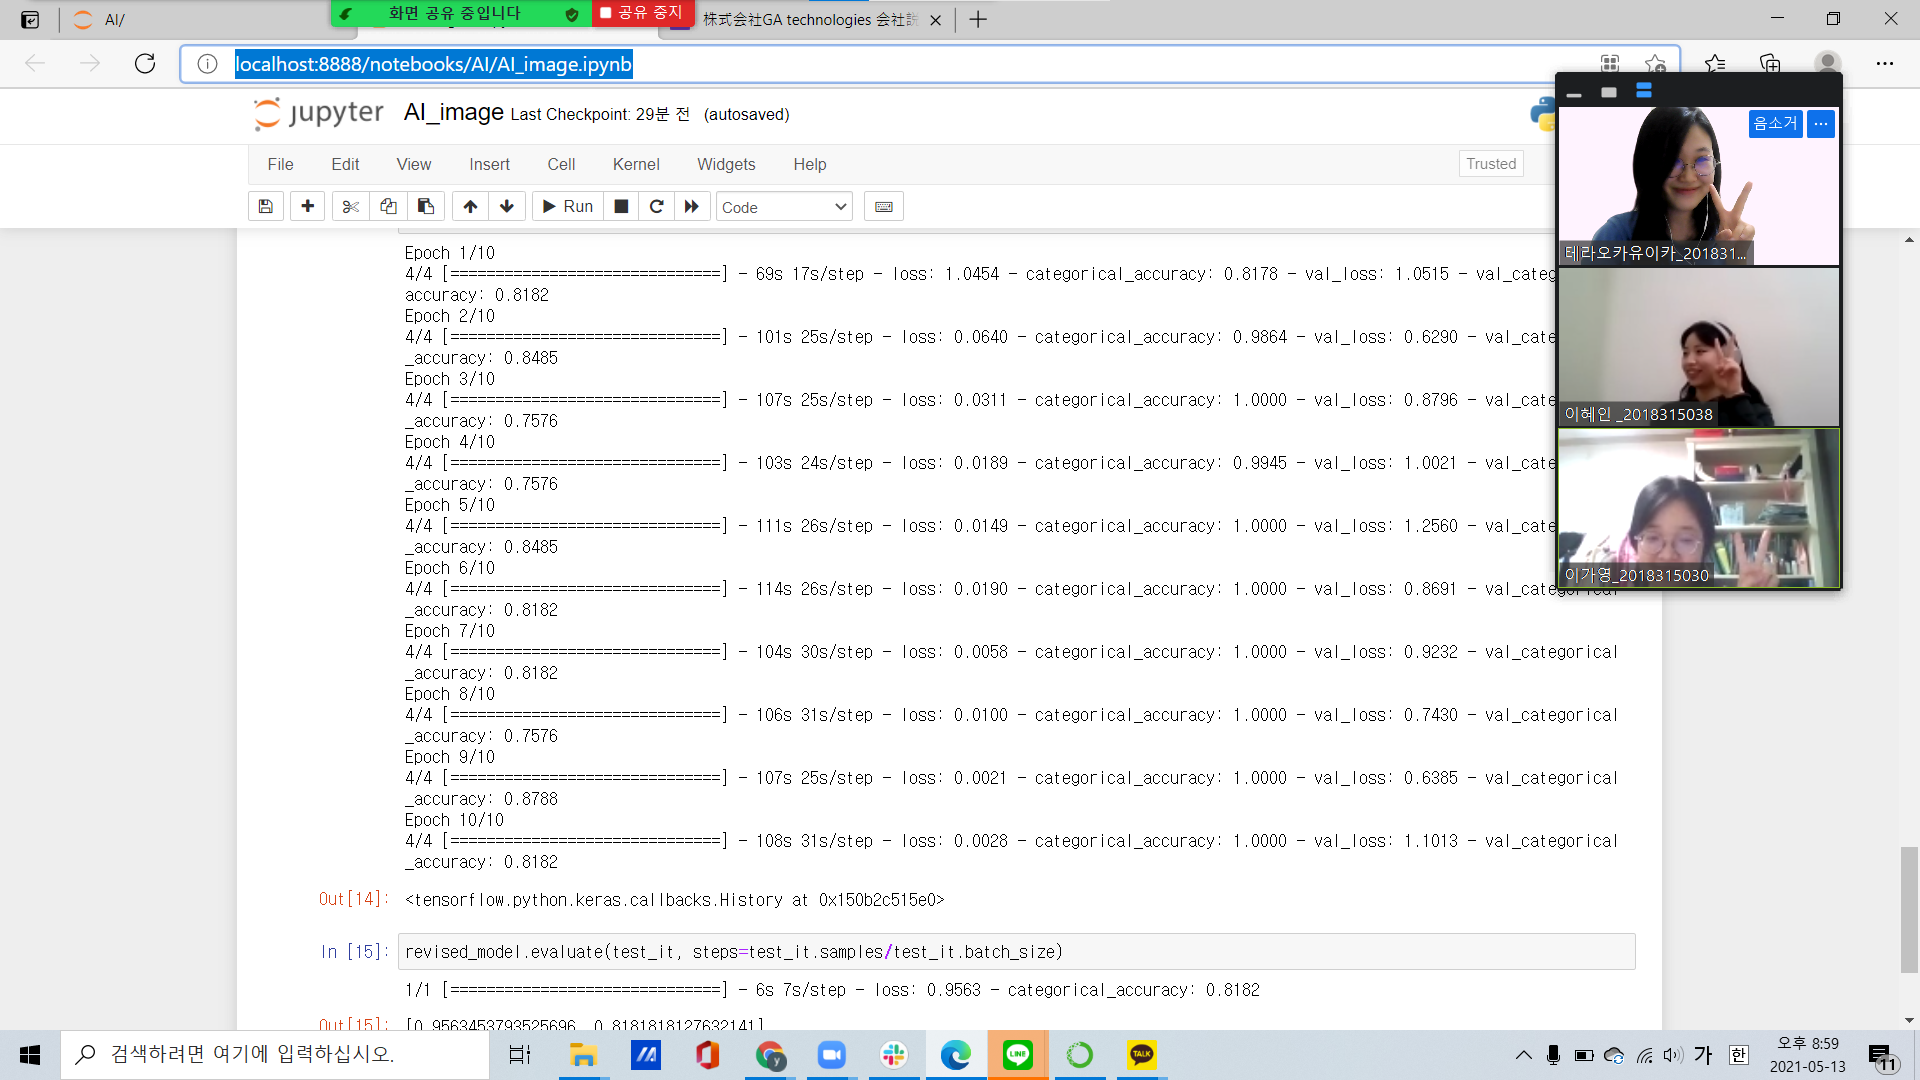 AI/
화면 공유 중입니다
공유 중지
株式会社GA technologies 会社説
localhost:8888/notebooks/AI/AI_image.ipynb
jupyter AI_image Last Checkpoint: 29분 전 (autosaved)
File Edit View Insert Cell Kernel Widgets Help
Trusted
Run
Code
Epoch 1/10
4/4 [==============================] - 69s 17s/step - loss: 1.0454 - categorical_accuracy: 0.8178 - val_loss: 1.0515 - val_categ
accuracy: 0.8182
Epoch 2/10
4/4 [==============================] - 101s 25s/step - loss: 0.0640 - categorical_accuracy: 0.9864 - val_loss: 0.6290 - val_cate
_accuracy: 0.8485
Epoch 3/10
4/4 [==============================] - 107s 25s/step - loss: 0.0311 - categorical_accuracy: 1.0000 - val_loss: 0.8796 - val_cate
_accuracy: 0.7576
Epoch 4/10
4/4 [==============================] - 103s 24s/step - loss: 0.0189 - categorical_accuracy: 0.9945 - val_loss: 1.0021 - val_cate
_accuracy: 0.7576
Epoch 5/10
4/4 [==============================] - 111s 26s/step - loss: 0.0149 - categorical_accuracy: 1.0000 - val_loss: 1.2560 - val_cate
_accuracy: 0.8485
Epoch 6/10
4/4 [==============================] - 114s 26s/step - loss: 0.0190 - categorical_accuracy: 1.0000 - val_loss: 0.8691 - val_categorical
_accuracy: 0.8182
Epoch 7/10
4/4 [==============================] - 104s 30s/step - loss: 0.0058 - categorical_accuracy: 1.0000 - val_loss: 0.9232 - val_categorical
_accuracy: 0.8182
Epoch 8/10
4/4 [==============================] - 106s 31s/step - loss: 0.0100 - categorical_accuracy: 1.0000 - val_loss: 0.7430 - val_categorical
_accuracy: 0.7576
Epoch 9/10
4/4 [==============================] - 107s 25s/step - loss: 0.0021 - categorical_accuracy: 1.0000 - val_loss: 0.6385 - val_categorical
_accuracy: 0.8788
Epoch 10/10
4/4 [==============================] - 108s 31s/step - loss: 0.0028 - categorical_accuracy: 1.0000 - val_loss: 1.1013 - val_categorical
_accuracy: 0.8182
Out[14]: <tensorflow.python.keras.callbacks.History at 0x150b2c515e0>
In [15]: revised_model.evaluate(test_it, steps=test_it.samples/test_it.batch_size)
1/1 [==============================] - 6s 7s/step - loss: 0.9563 - categorical_accuracy: 0.8182
Out[15]: [0.9563453793525696, 0.8181818127632141]
음소거 ...
테라오카유이카_201831...
이혜인 _2018315038
이가영_2018315030
검색하려면 여기에 입력하십시오.
LINE
TALK
가
한
오후 8:59
2021-05-13
11